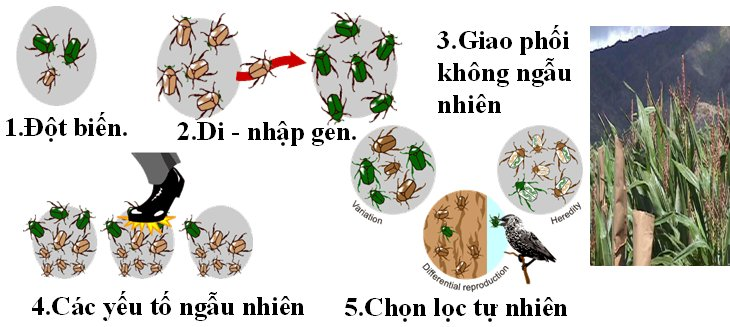 1.Đột biến.
2.Di - nhập gen.
3.Giao phối
không ngẫu
nhiên
Variation
Heredity
Differential reproduction
4.Các yếu tố ngẫu nhiên
5.Chọn lọc tự nhiên